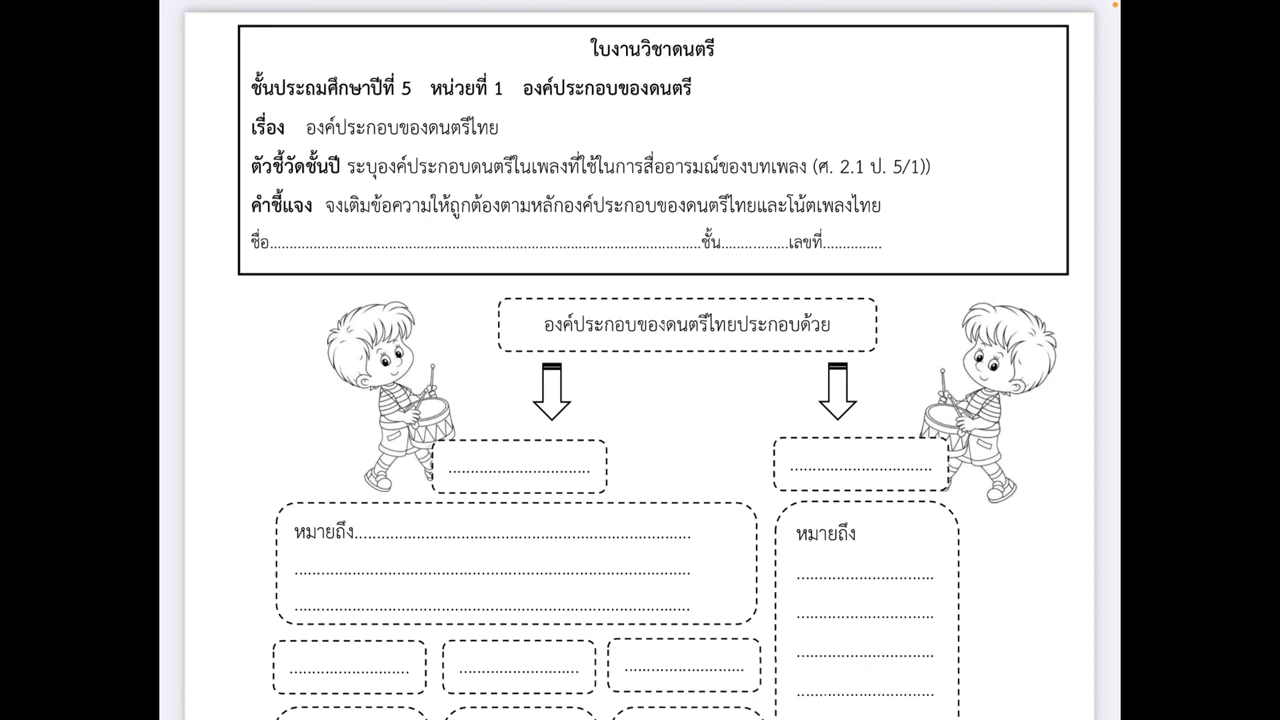 ใบงานวิชาดนตรี
ชั้นประถมศึกษาปีที่ 5 หน่วยที่ 1 องค์ประกอบของดนตรี
เรื่อง องค์ประกอบของดนตรีไทย
ตัวชี้วัดชั้นปี ระบุองค์ประกอบดนตรีในเพลงที่ใช้ในการสื่ออารมณ์ของบทเพลง (ศ. 2.1 ป. 5/1))
คำชี้แจง จงเติมข้อความให้ถูกต้องตามหลักองค์ประกอบของดนตรีไทยและโน้ตเพลงไทย
ชื่อ....................................................................................ชั้น................เลขที่..............
องค์ประกอบของดนตรีไทยประกอบด้วย
หมายถึง...........................................................................
หมายถึง